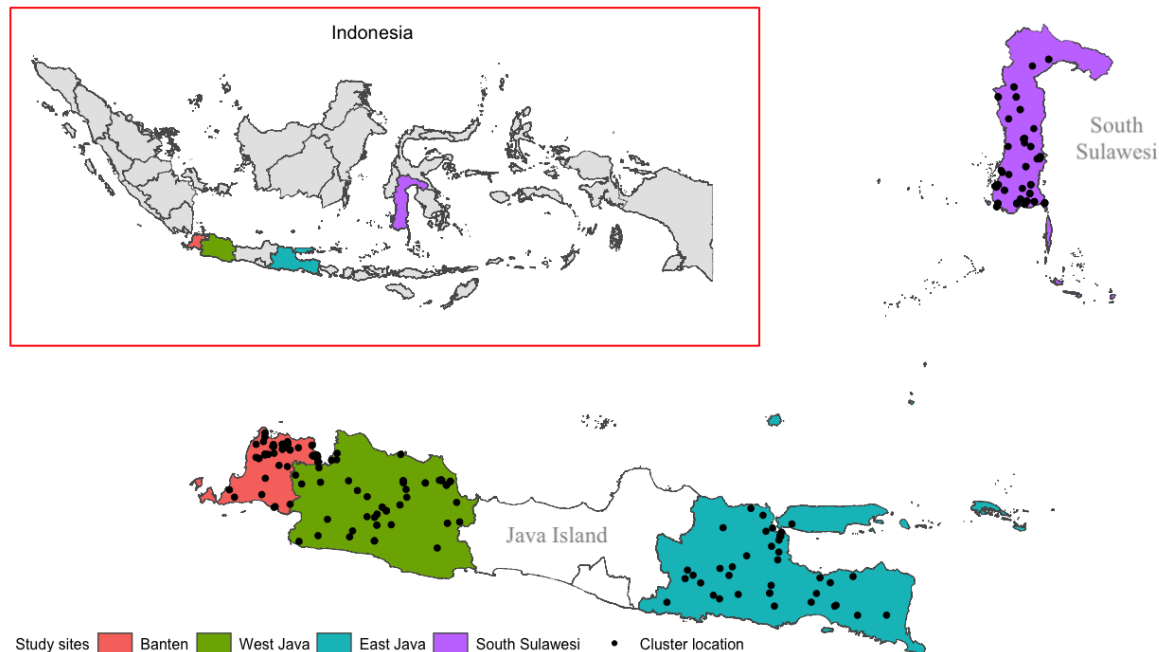 Indonesia
South
Sulawesi
Java Island
Study sites Banten West Java East Java South Sulawesi Cluster location